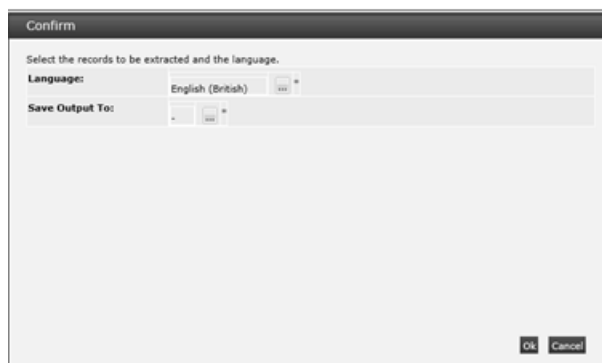 Confirm
Select the records to be extracted and the language.
Language: English (British) ... *
Save Output To: - ... *
Ok Cancel